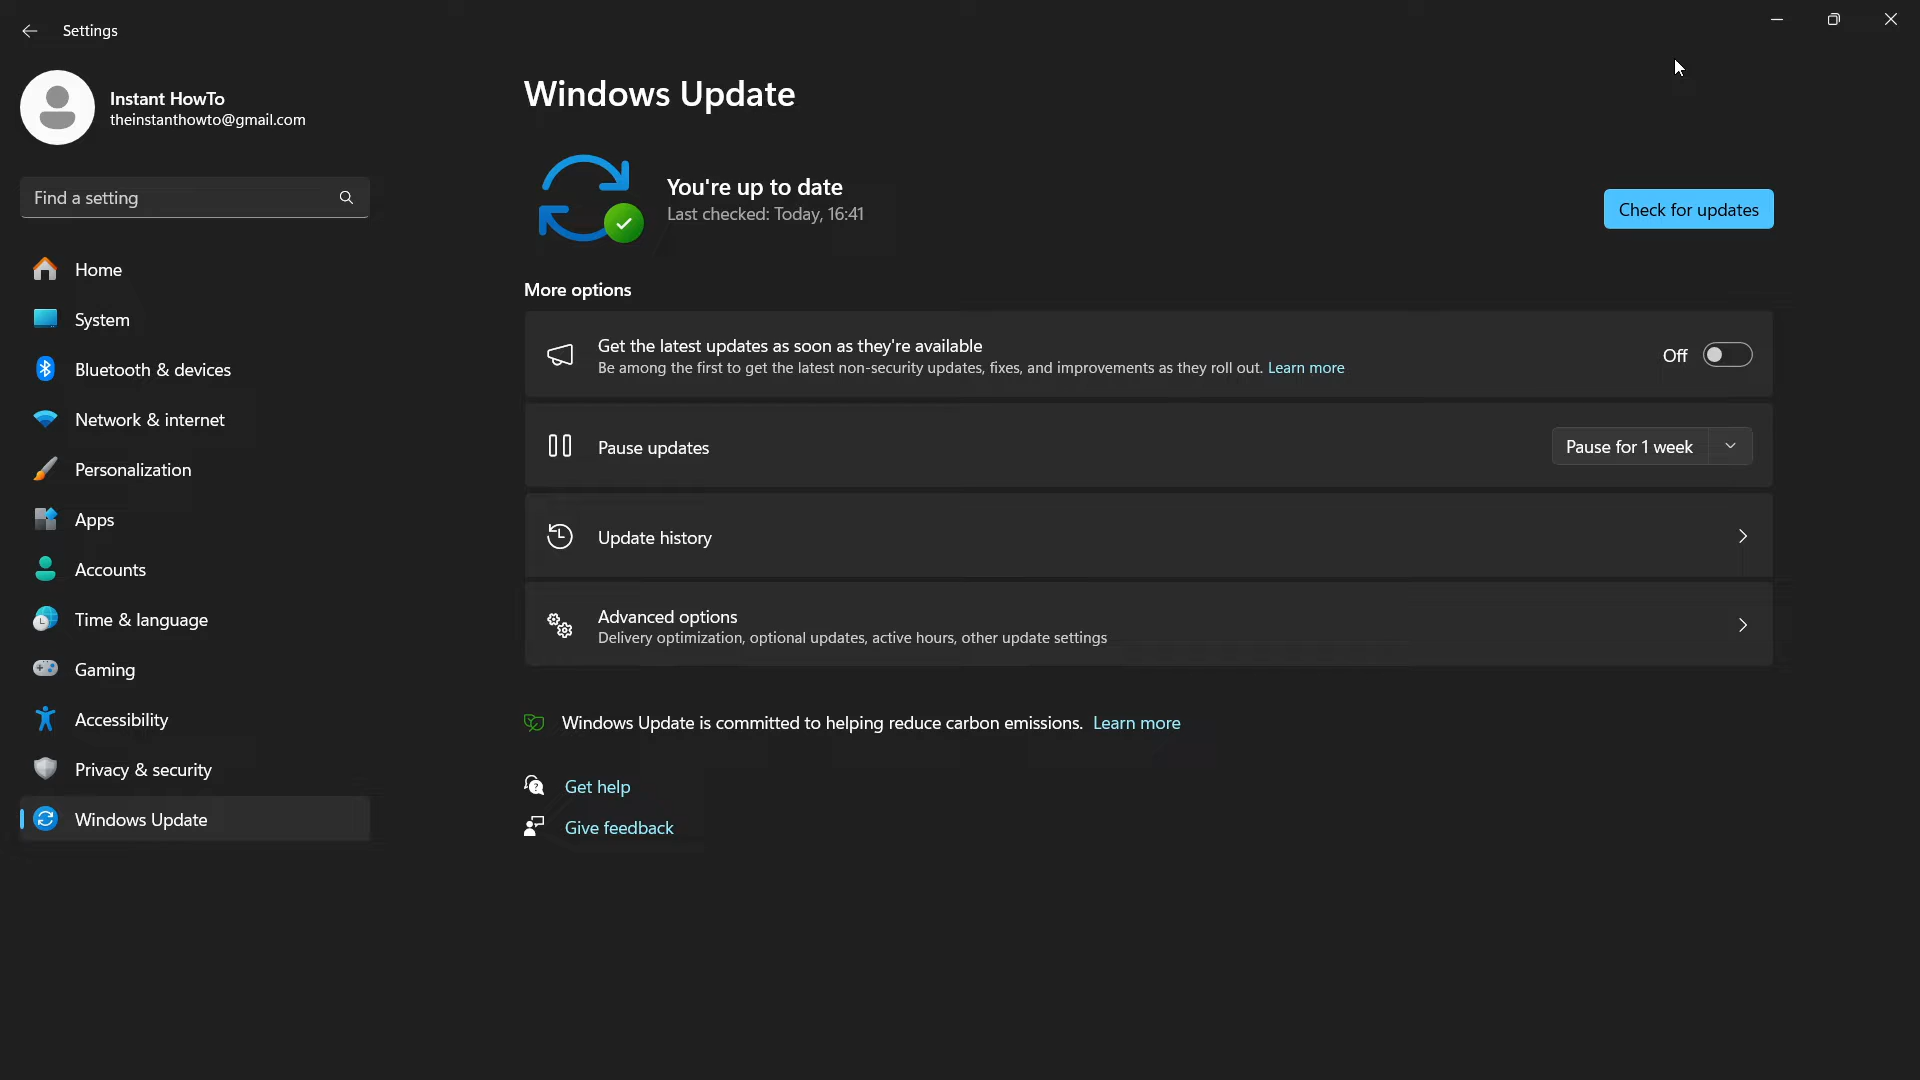 Settings
Instant HowTo
theinstanthowto@gmail.com
Find a setting
Home
System
Bluetooth & devices
Network & internet
Personalization
Apps
Accounts
Time & language
Gaming
Accessibility
Privacy & security
Windows Update
Windows Update
You're up to date
Last checked: Today, 16:41
Check for updates
More options
Get the latest updates as soon as they're available
Be among the first to get the latest non-security updates, fixes, and improvements as they roll out. Learn more
Off
Pause updates
Pause for 1 week
Update history
Advanced options
Delivery optimization, optional updates, active hours, other update settings
Windows Update is committed to helping reduce carbon emissions. Learn more
Get help
Give feedback